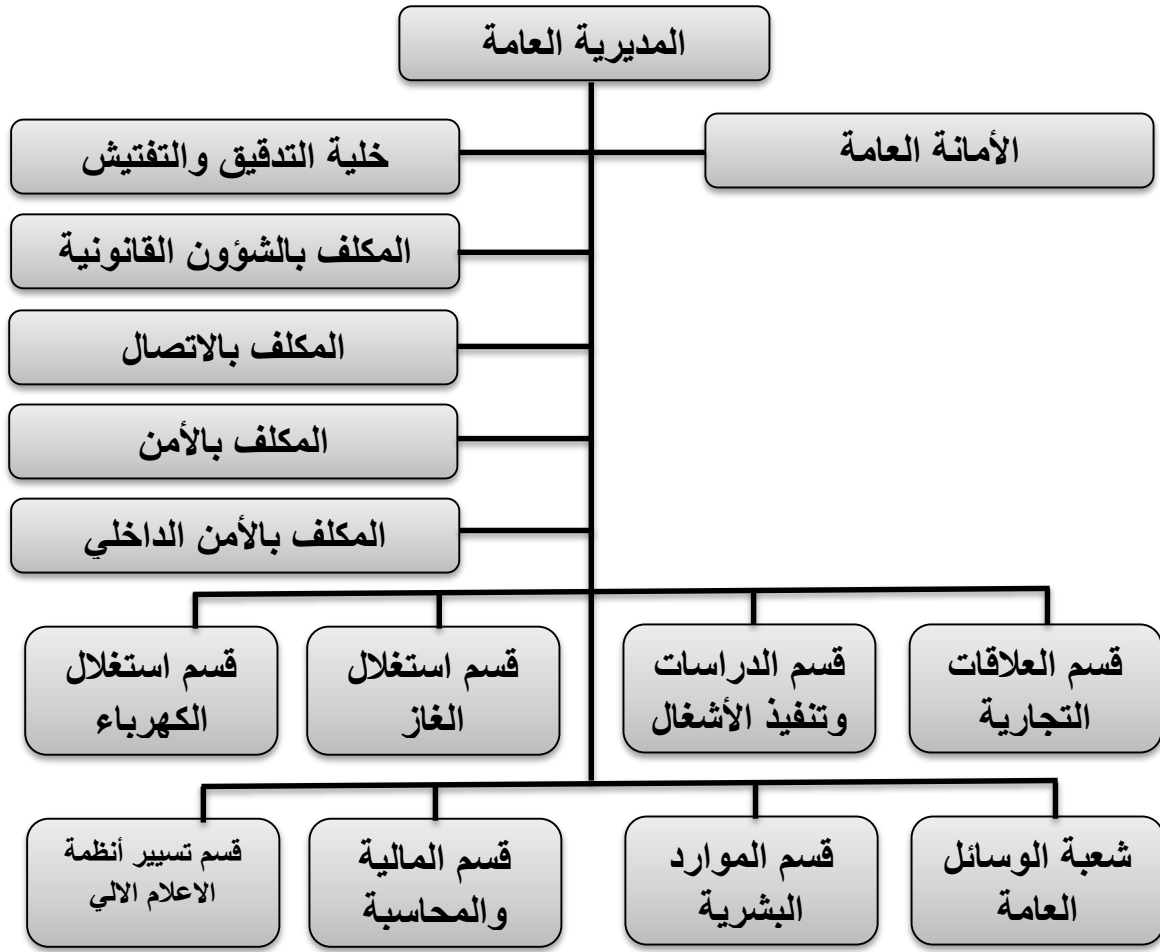 المديرية العامة
الأمانة العامة
خلية التدقيق والتفتيش
المكلف بالشؤون القانونية
المكلف بالاتصال
المكلف بالأمن
المكلف بالأمن الداخلي
قسم العلاقات
التجارية
قسم الدراسات
وتنفيذ الأشغال
قسم استغلال
الغاز
قسم استغلال
الكهرباء
شعبة الوسائل
العامة
قسم الموارد
البشرية
قسم المالية
والمحاسبة
قسم تسيير أنظمة
الاعلام الالي